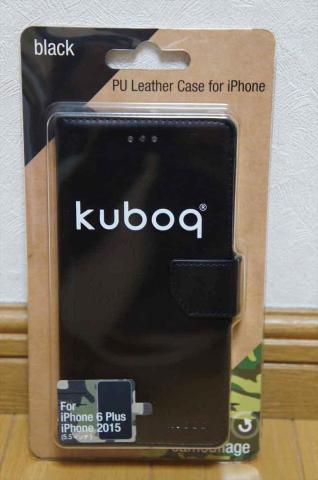 black
PU Leather Case for iPhone
kuboq®
For
iPhone 6 Plus
iPhone 2015
(5.5インチ)
camouflage